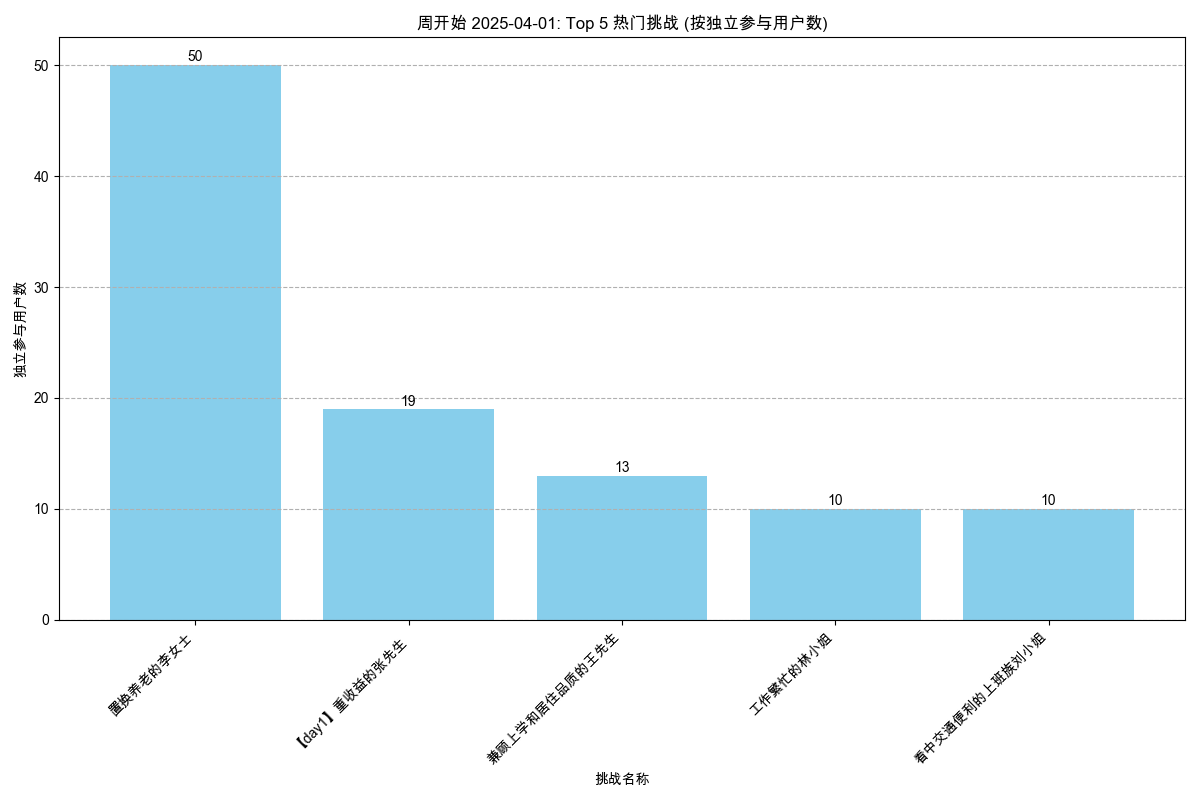 周开始 2025-04-01: Top 5 热门挑战 (按独立参与用户数)
独立参与用户数
50
40
30
20
10
0
50
19
13
10
10
置换养老的李女士
【day1】重收益的张先生
兼顾上学和居住品质的王先生
工作繁忙的林小姐
看中交通便利的上班族刘小姐
挑战名称